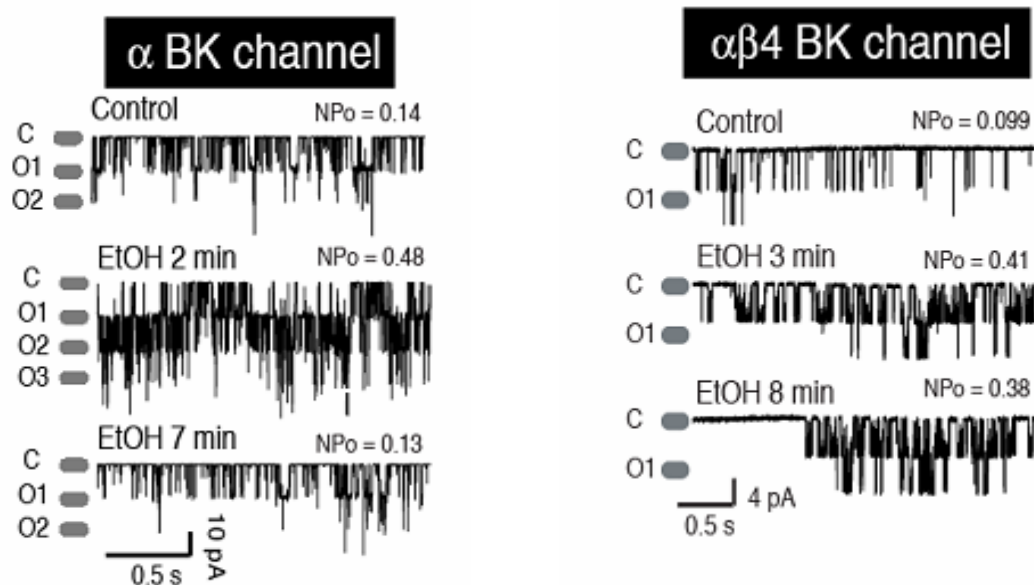 α BK channel
Control NPo = 0.14
C
O1
O2
EtOH 2 min NPo = 0.48
C
O1
O2
O3
EtOH 7 min NPo = 0.13
C
O1
O2
10 pA
0.5 s
αβ4 BK channel
Control NPo = 0.099
C
O1
EtOH 3 min NPo = 0.41
C
O1
EtOH 8 min NPo = 0.38
C
O1
4 pA
0.5 s